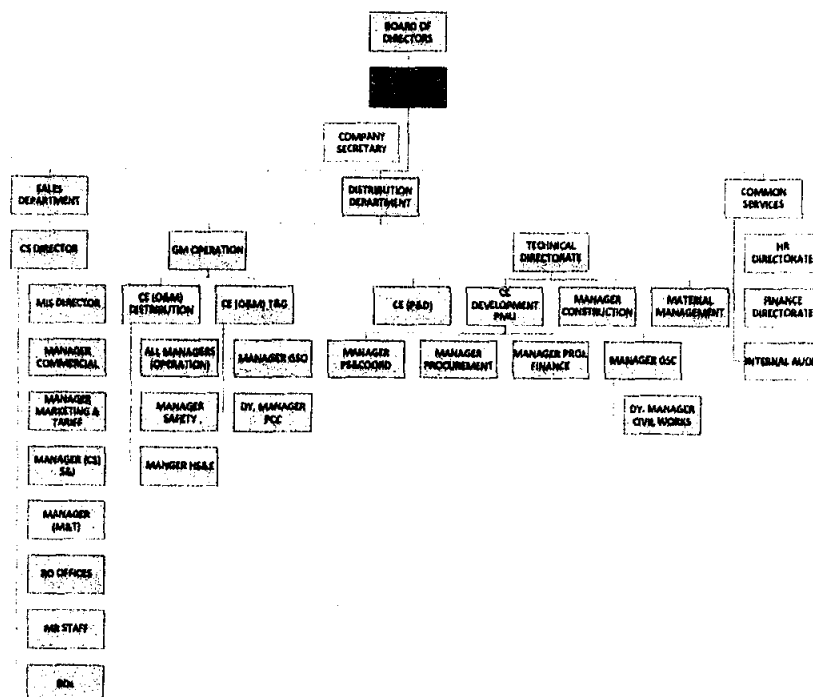 BOARD OF
DIRECTORS
COMPANY
SECRETARY
SALES
DEPARTMENT
DISTRIBUTION
DEPARTMENT
COMMON
SERVICES
CS DIRECTOR
GM OPERATION
TECHNICAL
DIRECTORATE
HR
DIRECTORATE
MIS DIRECTOR
CE (O&M)
DISTRIBUTION
CE (O&M) T&G
CE (P&D)
CE
DEVELOPMENT
PMU
MANAGER
CONSTRUCTION
MATERIAL
MANAGEMENT
FINANCE
DIRECTORATE
MANAGER
COMMERCIAL
ALL MANAGERS
(OPERATION)
MANAGER GSO
MANAGER
PS&COORD
MANAGER
PROCUREMENT
MANAGER PROJ.
FINANCE
MANAGER GSC
INTERNAL AUDIT
MANAGER
MARKETING &
TARIFF
MANAGER
SAFETY
DY. MANAGER
PCC
DY. MANAGER
CIVIL WORKS
MANAGER (CS)
S&I
MANGER HS&E
MANAGER
(M&T)
RO OFFICES
MR STAFF